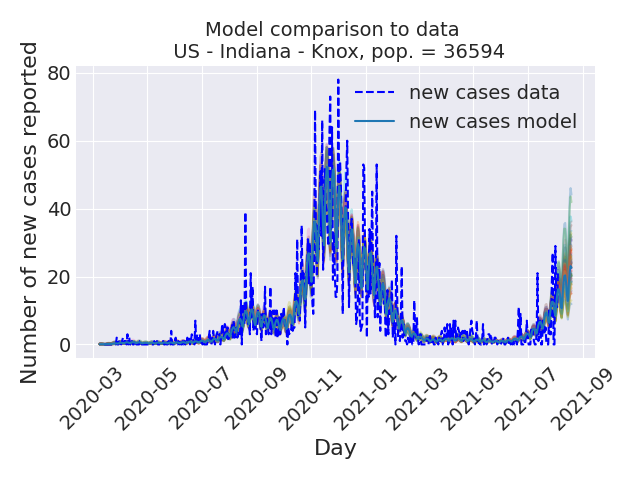 Model comparison to data
US - Indiana - Knox, pop. = 36594
Number of new cases reported
80
60
40
20
0
new cases data
new cases model
2020-03
2020-05
2020-07
2020-09
2020-11
2021-01
2021-03
2021-05
2021-07
2021-09
Day